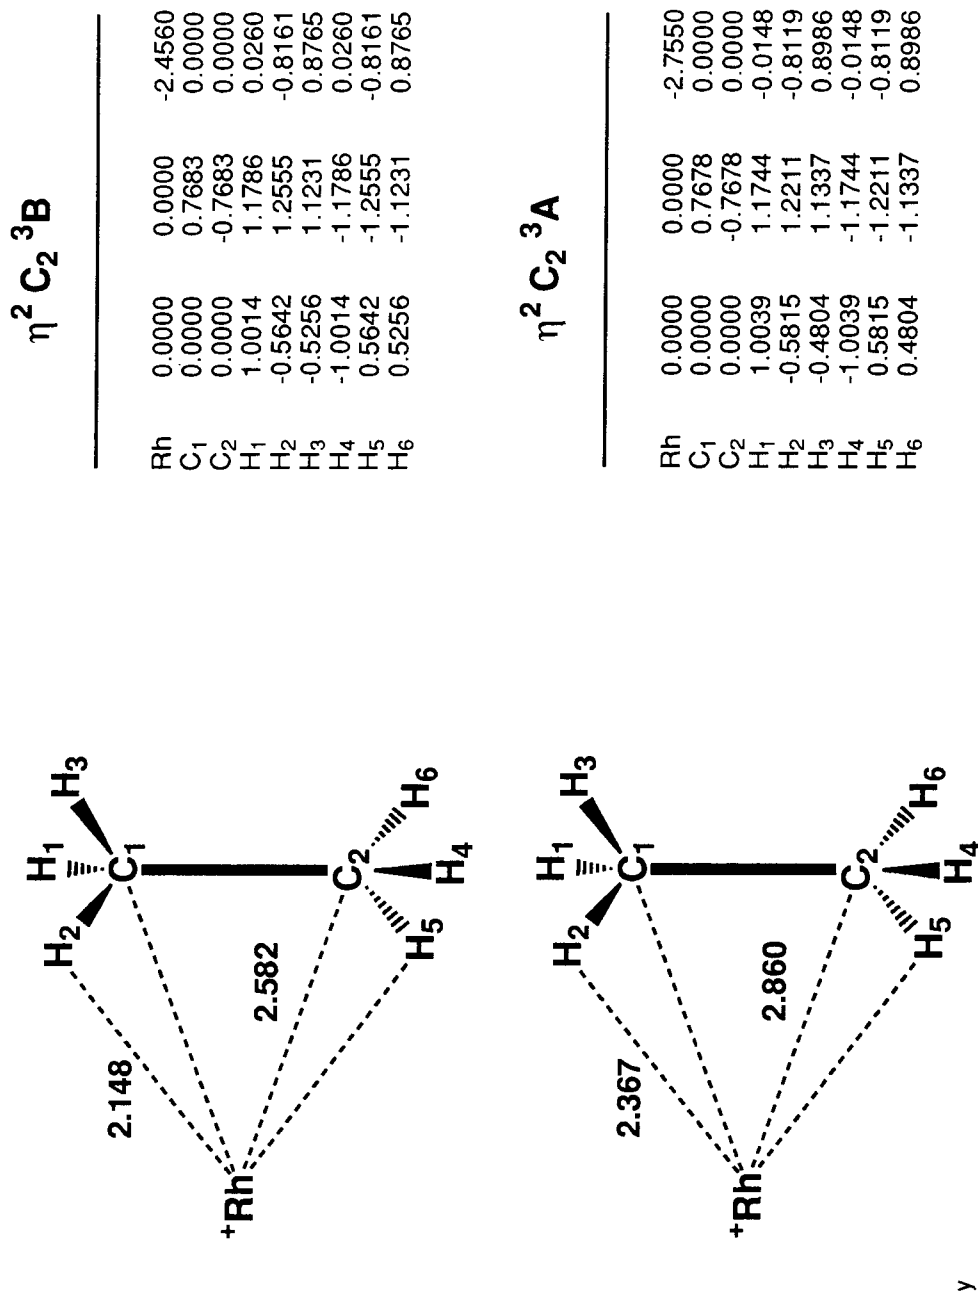 η² C₂ ³B
Rh 0.0000 0.0000 -2.4560
C₁ 0.0000 0.7683 0.0000
C₂ 0.0000 -0.7683 0.0000
H₁ 1.0014 1.1786 0.0260
H₂ -0.5642 1.2555 -0.8161
H₃ -0.5256 1.1231 0.8765
H₄ -1.0014 -1.1786 0.0260
H₅ 0.5642 -1.2555 -0.8161
H₆ 0.5256 -1.1231 0.8765
H₁
H₂
H₃
C₁
2.148
2.582
⁺Rh
C₂
H₅
H₄
H₆
η² C₂ ³A
Rh 0.0000 0.0000 -2.7550
C₁ 0.0000 0.7678 0.0000
C₂ 0.0000 -0.7678 0.0000
H₁ 1.0039 1.1744 -0.0148
H₂ -0.5815 1.2211 -0.8119
H₃ -0.4804 1.1337 0.8986
H₄ -1.0039 -1.1744 -0.0148
H₅ 0.5815 -1.2211 -0.8119
H₆ 0.4804 -1.1337 0.8986
H₁
H₂
H₃
C₁
2.367
2.860
⁺Rh
C₂
H₅
H₄
H₆
y